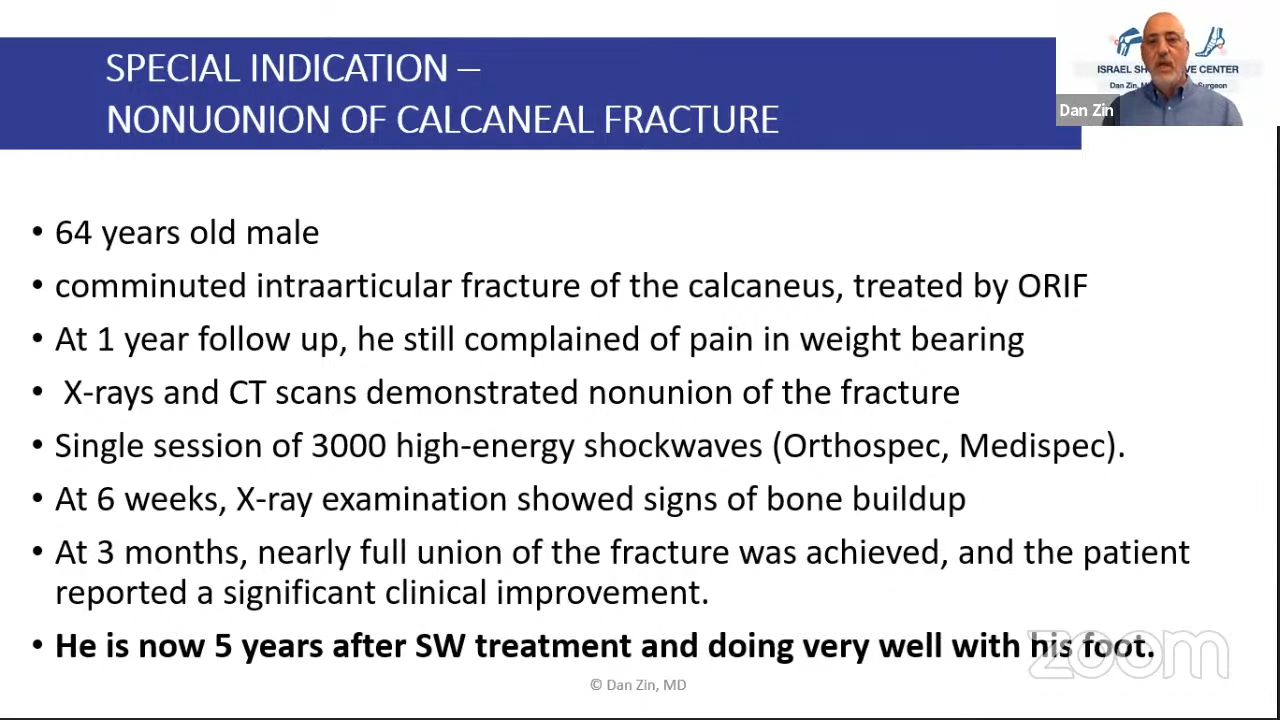 SPECIAL INDICATION –
NONUONION OF CALCANEAL FRACTURE
ISRAEL SH VE CENTER
Dan Zin, M Surgeon
Dan Zin
• 64 years old male
• comminuted intraarticular fracture of the calcaneus, treated by ORIF
• At 1 year follow up, he still complained of pain in weight bearing
• X-rays and CT scans demonstrated nonunion of the fracture
• Single session of 3000 high-energy shockwaves (Orthospec, Medispec).
• At 6 weeks, X-ray examination showed signs of bone buildup
• At 3 months, nearly full union of the fracture was achieved, and the patient
reported a significant clinical improvement.
• He is now 5 years after SW treatment and doing very well with his foot.
zoom
© Dan Zin, MD